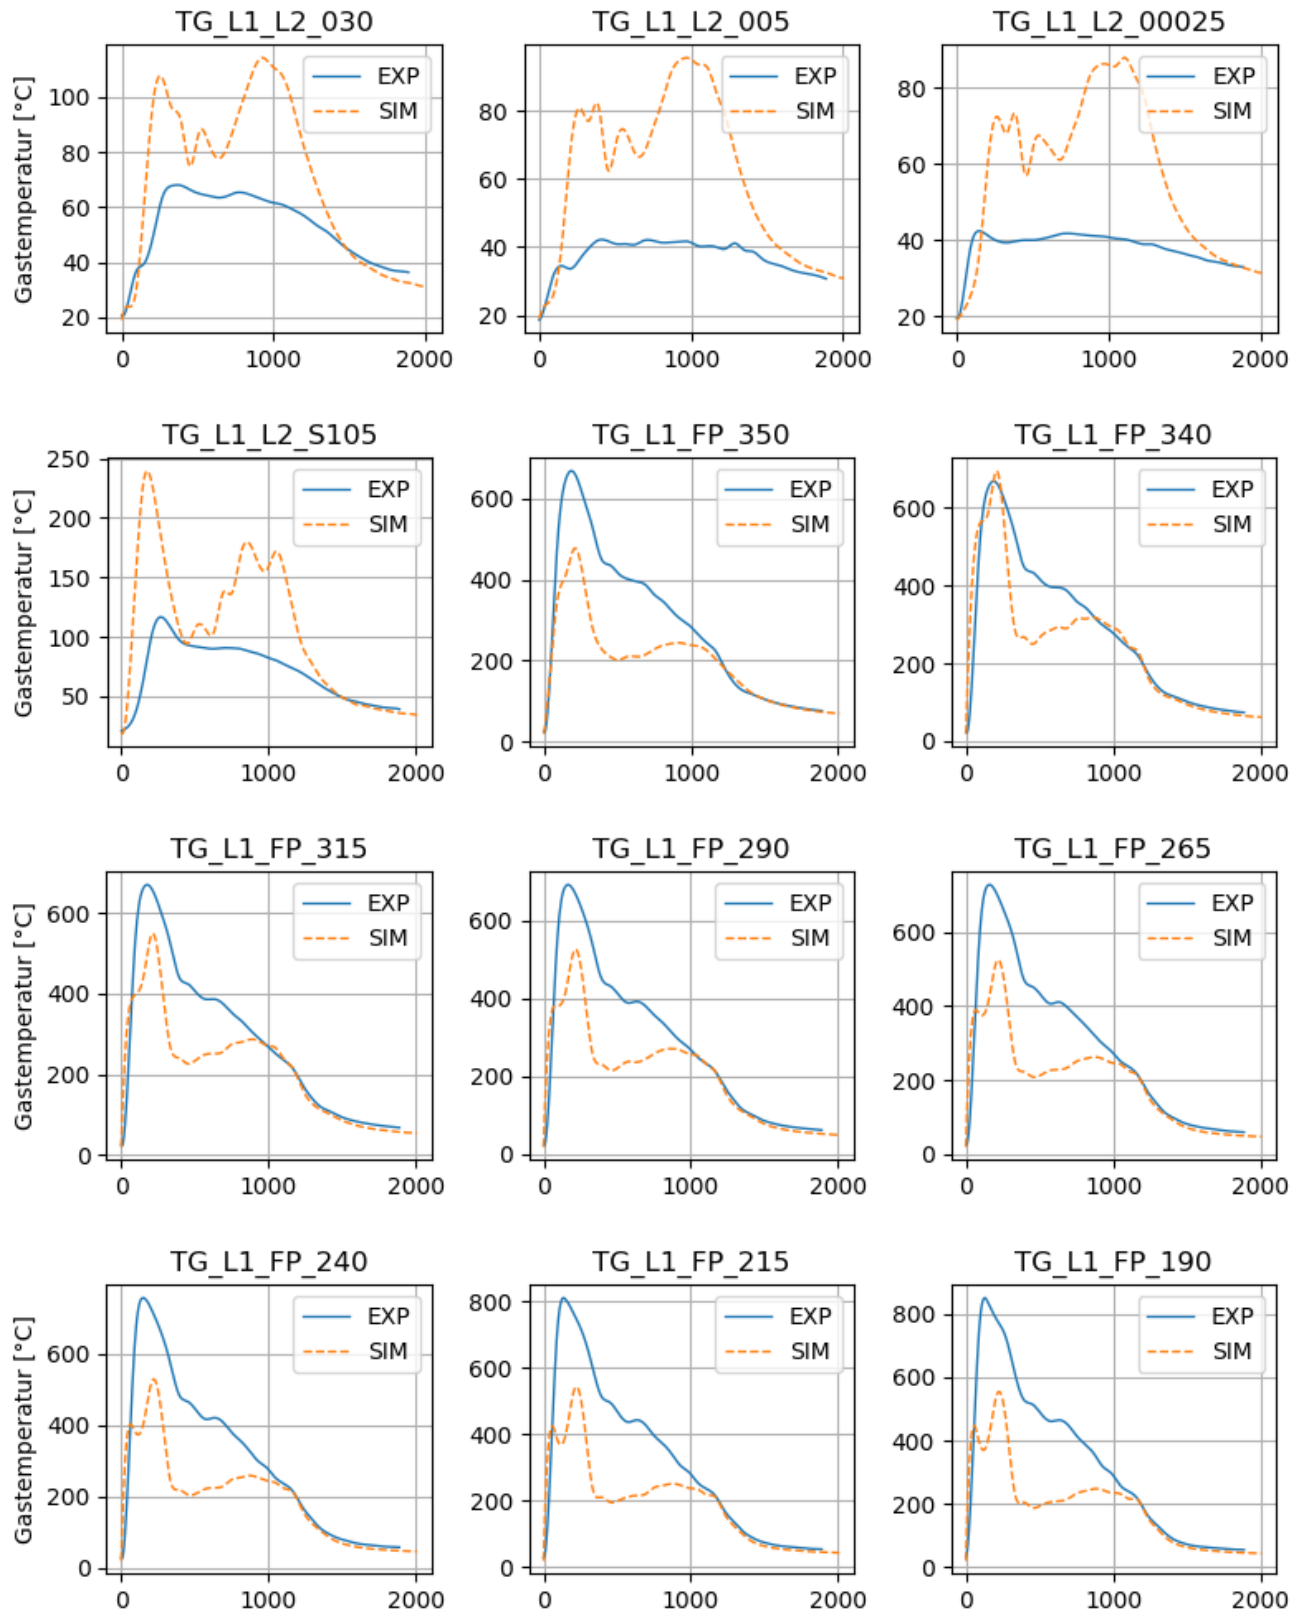 TG_L1_L2_030 TG_L1_L2_005 TG_L1_L2_00025
Gastemperatur [°C]
100
80
60
40
20
EXP
SIM
0 1000 2000
80
60
40
20
EXP
SIM
0 1000 2000
80
60
40
20
EXP
SIM
0 1000 2000
TG_L1_L2_S105 TG_L1_FP_350 TG_L1_FP_340
Gastemperatur [°C]
250
200
150
100
50
EXP
SIM
0 1000 2000
600
400
200
0
EXP
SIM
0 1000 2000
600
400
200
0
EXP
SIM
0 1000 2000
TG_L1_FP_315 TG_L1_FP_290 TG_L1_FP_265
Gastemperatur [°C]
600
400
200
0
EXP
SIM
0 1000 2000
600
400
200
0
EXP
SIM
0 1000 2000
600
400
200
0
EXP
SIM
0 1000 2000
TG_L1_FP_240 TG_L1_FP_215 TG_L1_FP_190
Gastemperatur [°C]
600
400
200
0
EXP
SIM
0 1000 2000
800
600
400
200
0
EXP
SIM
0 1000 2000
800
600
400
200
0
EXP
SIM
0 1000 2000